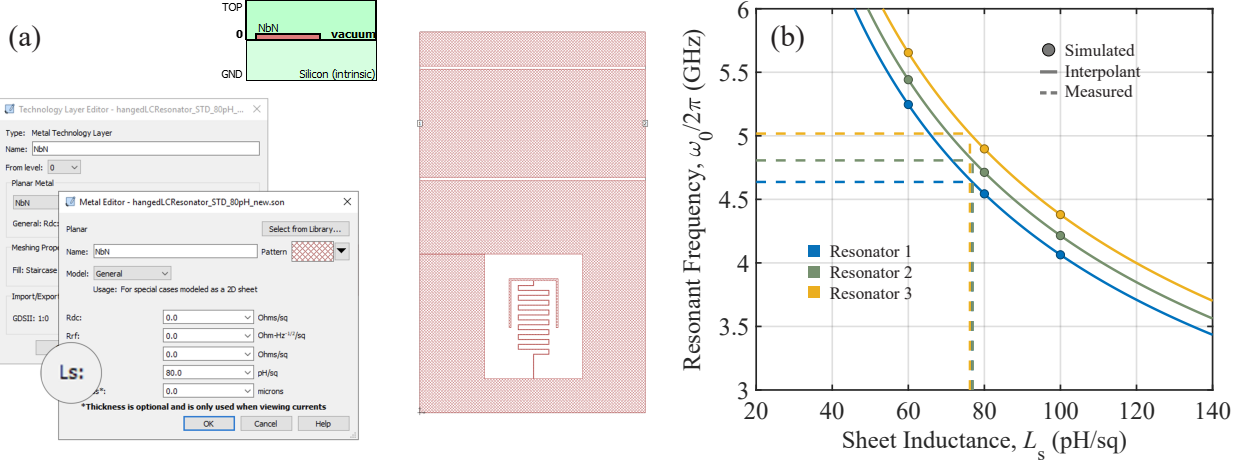 (a)
TOP
0
GND
NbN
vacuum
Silicon (intrinsic)
Technology Layer Editor - hangedLCResonator_STD_80pH_...
Type: Metal Technology Layer
Name: NbN
From level: 0
Planar Metal
NbN
General: Rdc:
Meshing Prope
Fill: Staircase
Import/Export
GDSII: 1:0
Metal Editor - hangedLCResonator_STD_80pH_new.son
Planar
Select from Library...
Name: NbN
Pattern
Model: General
Usage: For special cases modeled as a 2D sheet
Rdc: 0.0 Ohms/sq
Rrf: 0.0 Ohm-Hz^-1/2/sq
0.0 Ohms/sq
Ls: 80.0 pH/sq
0.0 microns
*Thickness is optional and is only used when viewing currents
OK Cancel Help
(b)
Resonant Frequency, ω0/2π (GHz)
6
5.5
5
4.5
4
3.5
3
Simulated
Interpolant
Measured
Resonator 1
Resonator 2
Resonator 3
20 40 60 80 100 120 140
Sheet Inductance, Ls (pH/sq)